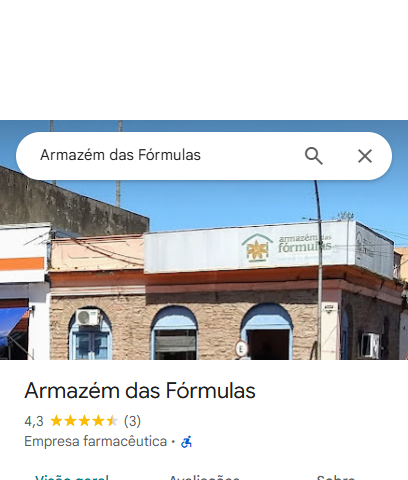 Armazém das Fórmulas
armazém das
fórmulas
E
Armazém das Fórmulas
4,3 (3)
Empresa farmacêutica ·
Visão geral Avaliações Sobre